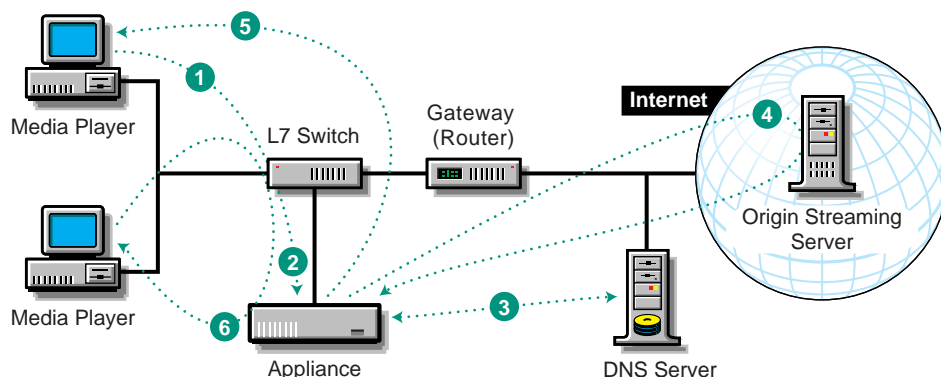 5
1
Media Player
L7 Switch
Gateway
(Router)
Internet
4
Origin Streaming
Server
2
3
Media Player
6
Appliance
DNS Server